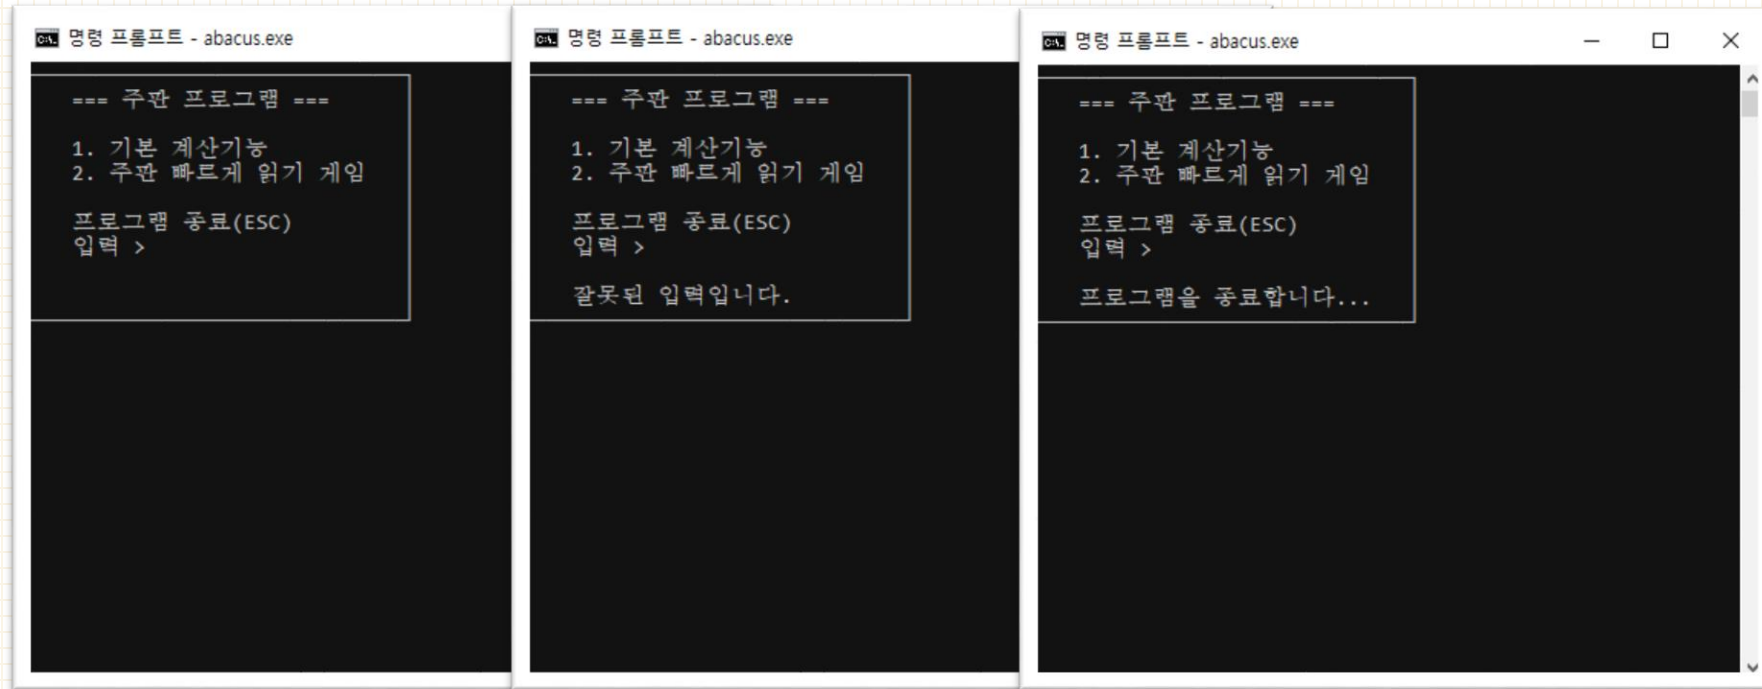 명령 프롬프트 - abacus.exe
=== 주판 프로그램 ===
1. 기본 계산기능
2. 주판 빠르게 읽기 게임
프로그램 종료(ESC)
입력 >
명령 프롬프트 - abacus.exe
=== 주판 프로그램 ===
1. 기본 계산기능
2. 주판 빠르게 읽기 게임
프로그램 종료(ESC)
입력 >
잘못된 입력입니다.
명령 프롬프트 - abacus.exe
=== 주판 프로그램 ===
1. 기본 계산기능
2. 주판 빠르게 읽기 게임
프로그램 종료(ESC)
입력 >
프로그램을 종료합니다...